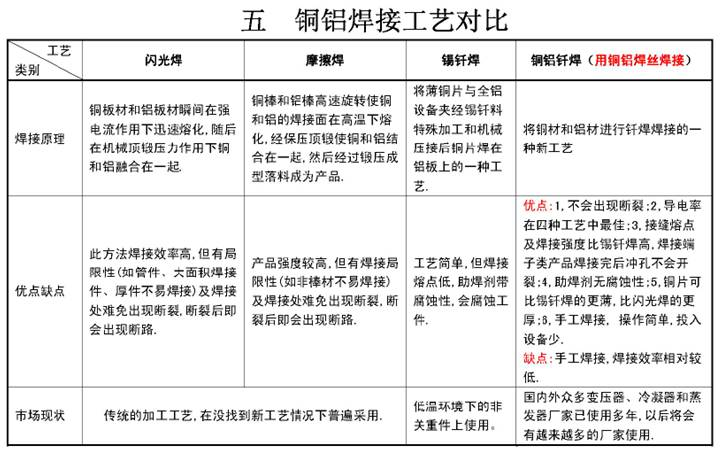 五 铜铝焊接工艺对比
工艺
类别
闪光焊
摩擦焊
锡钎焊
铜铝钎焊（用铜铝焊丝焊接）
焊接原理
铜板材和铝板材瞬间在强
电流作用下迅速熔化,随后
在机械顶锻压力作用下铜
和铝融合在一起.
铜棒和铝棒高速旋转使铜
和铝的焊接面在高温下熔
化,经保压顶锻使铜和铝结
合在一起,然后经过锻压成
型落料成为产品.
将薄铜片与全铝
设备夹经锡钎料
特殊加工和机械
压接后铜片焊在
铝板上的一种工
艺.
将铜材和铝材进行钎焊焊接的一
种新工艺
优点缺点
此方法焊接效率高,但有局
限性(如管件、大面积焊接
件、厚件不易焊接)及焊接
处难免出现断裂,断裂后即
会出现断路.
产品强度较高,但有焊接局
限性(如非棒材不易焊接)
及焊接处难免出现断裂,断
裂后即会出现断路.
工艺简单,但焊接
熔点低,助焊剂带
腐蚀性,会腐蚀工
件.
优点:1,不会出现断裂;2,导电率
在四种工艺中最佳;3,接缝熔点
及焊接强度比锡钎焊高,焊接端
子类产品焊接完后冲孔不会开
裂;4,助焊剂无腐蚀性;5,铜片可
比锡钎焊的更薄,比闪光焊的更
厚;6,手工焊接, 操作简单,投入
设备少.
缺点:手工焊接,焊接效率相对较
低.
市场现状
传统的加工工艺,在没找到新工艺情况下普遍采用.
低温环境下的非
关重件上使用。
国内外众多变压器、冷凝器和蒸
发器厂家已使用多年,以后将会
有越来越多的厂家使用.